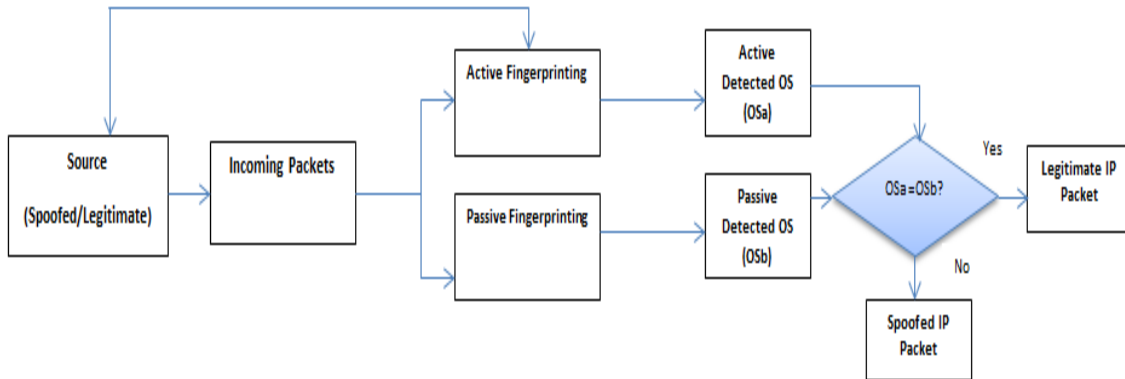 Source
(Spoofed/Legitimate)
Incoming Packets
Active Fingerprinting
Passive Fingerprinting
Active
Detected OS
(OSa)
Passive
Detected OS
(OSb)
OSa=OSb?
Yes
Legitimate IP
Packet
No
Spoofed IP
Packet